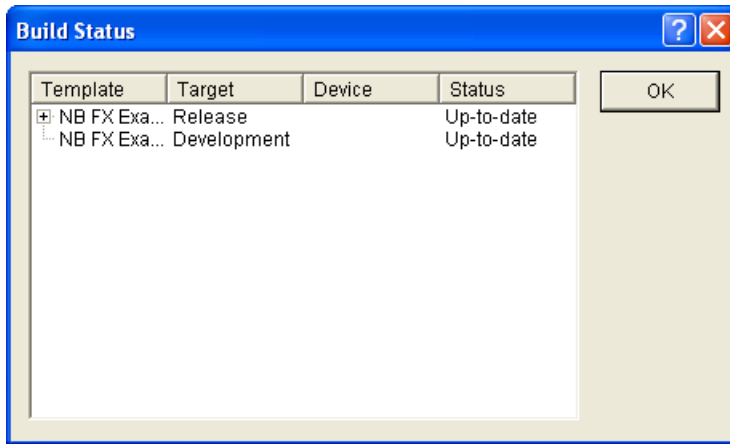 Build Status
Template Target Device Status OK
NB FX Exa... Release Up-to-date
NB FX Exa... Development Up-to-date